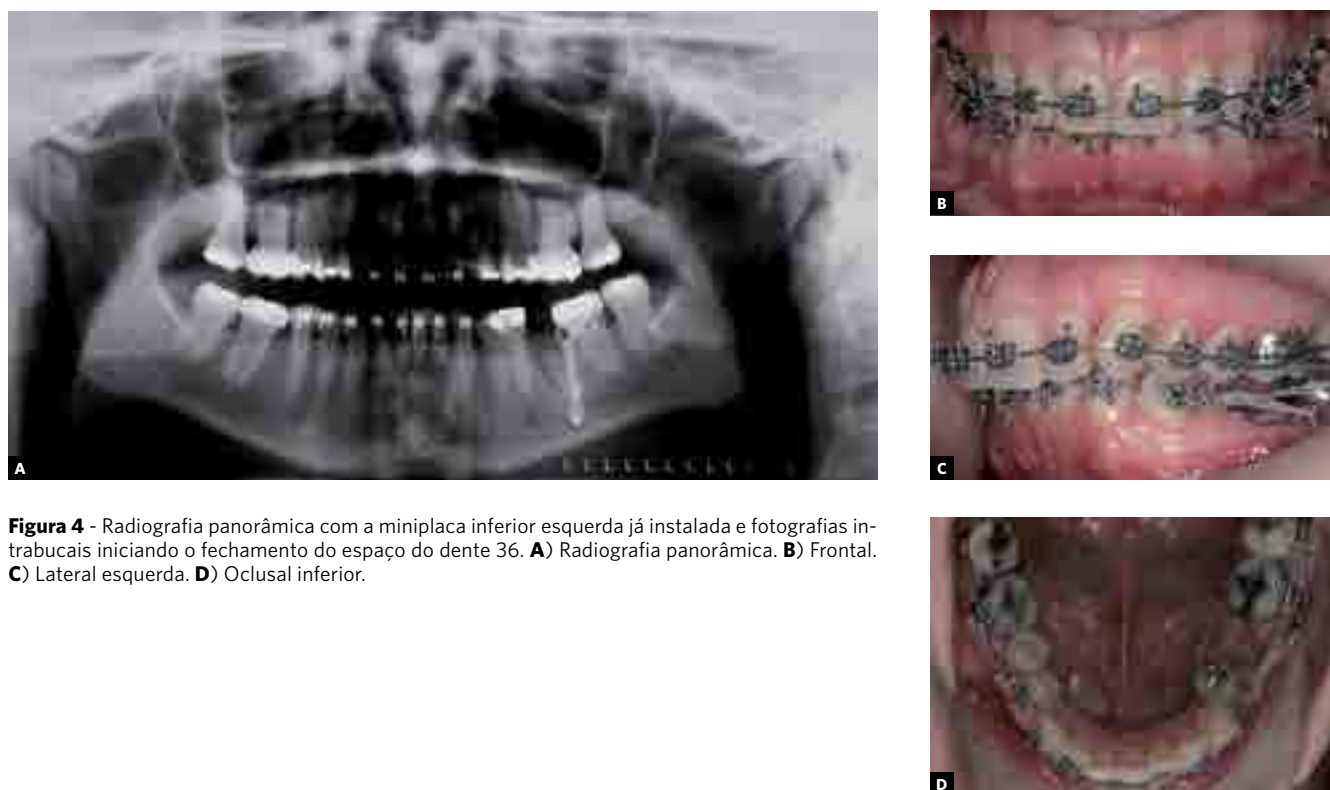 A
B
C
D
Figura 4 - Radiografia panorâmica com a miniplaca inferior esquerda já instalada e fotografias in-
trabucais iniciando o fechamento do espaço do dente 36. A) Radiografia panorâmica. B) Frontal.
C) Lateral esquerda. D) Oclusal inferior.